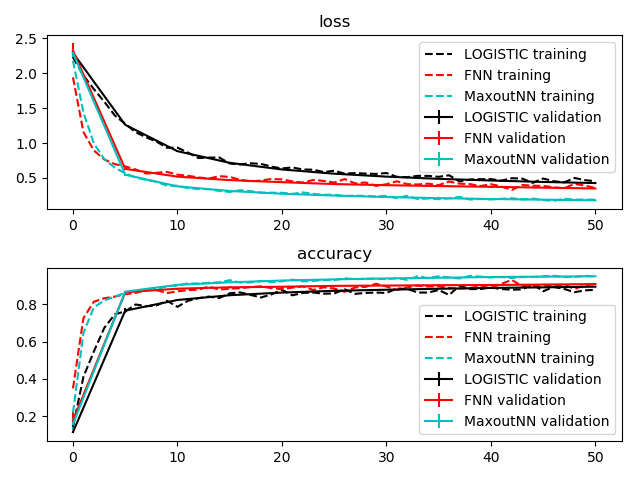 loss
2.5
2.0
1.5
1.0
0.5
LOGISTIC training
FNN training
MaxoutNN training
LOGISTIC validation
FNN validation
MaxoutNN validation
0 10 20 30 40 50
accuracy
0.8
0.6
0.4
0.2
LOGISTIC training
FNN training
MaxoutNN training
LOGISTIC validation
FNN validation
MaxoutNN validation
0 10 20 30 40 50